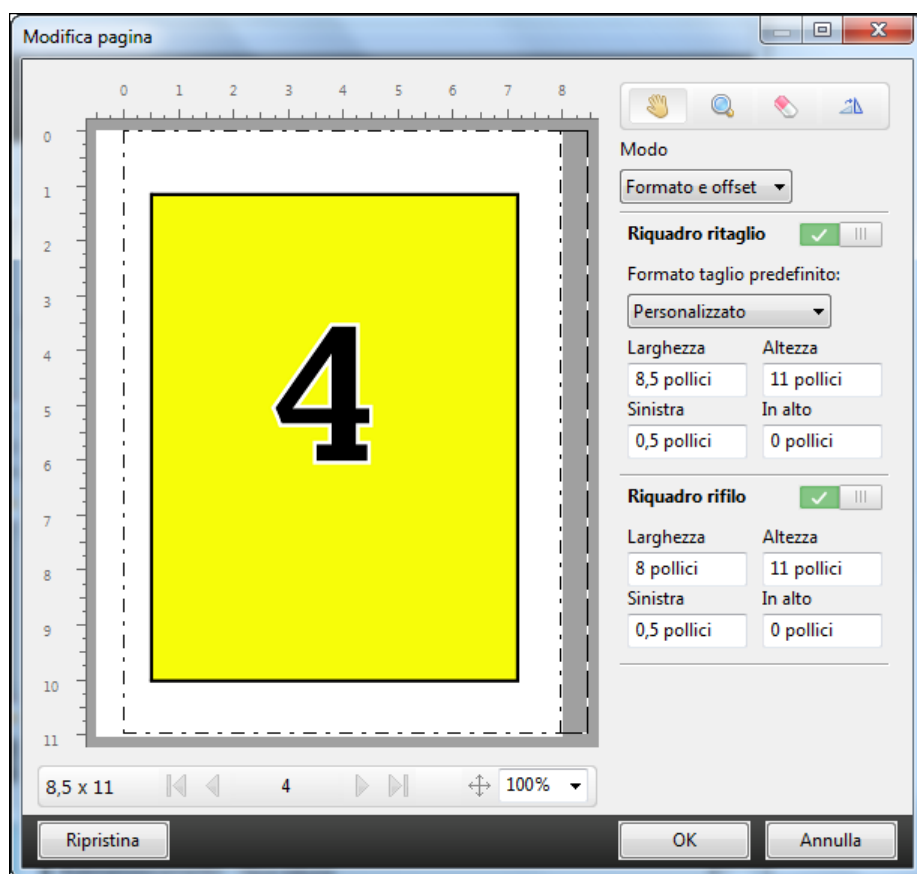 Modifica pagina
0 1 2 3 4 5 6 7 8
0
1
2
3
4
5
6
7
8
9
10
11
4
Modo
Formato e offset
Riquadro ritaglio
Formato taglio predefinito:
Personalizzato
Larghezza Altezza
8,5 pollici 11 pollici
Sinistra In alto
0,5 pollici 0 pollici
Riquadro rifilo
Larghezza Altezza
8 pollici 11 pollici
Sinistra In alto
0,5 pollici 0 pollici
8,5 x 11 4 100%
Ripristina OK Annulla